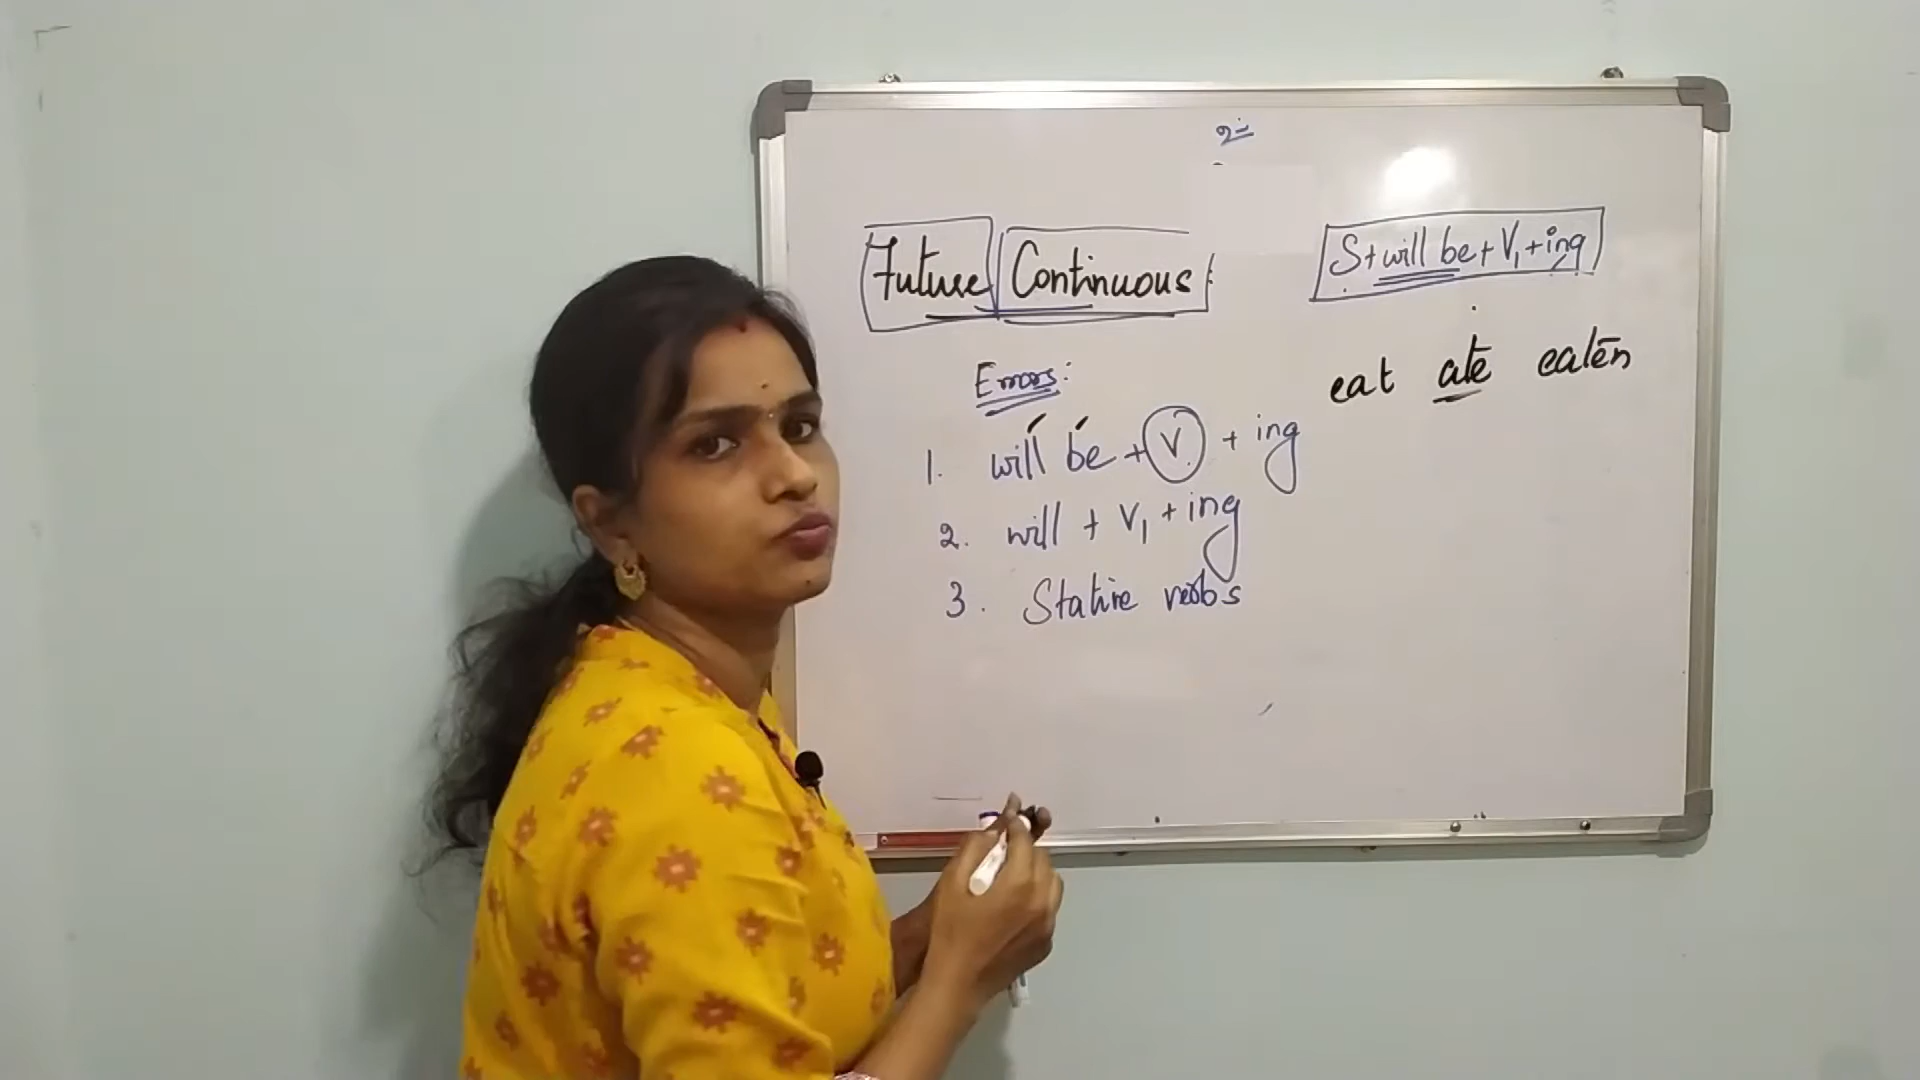 2:-
Future Continuous:
S+will be+V1+ing
eat ate eaten
Errors:
1. will be + V + ing
2. will + V1 + ing
3. Stative verbs